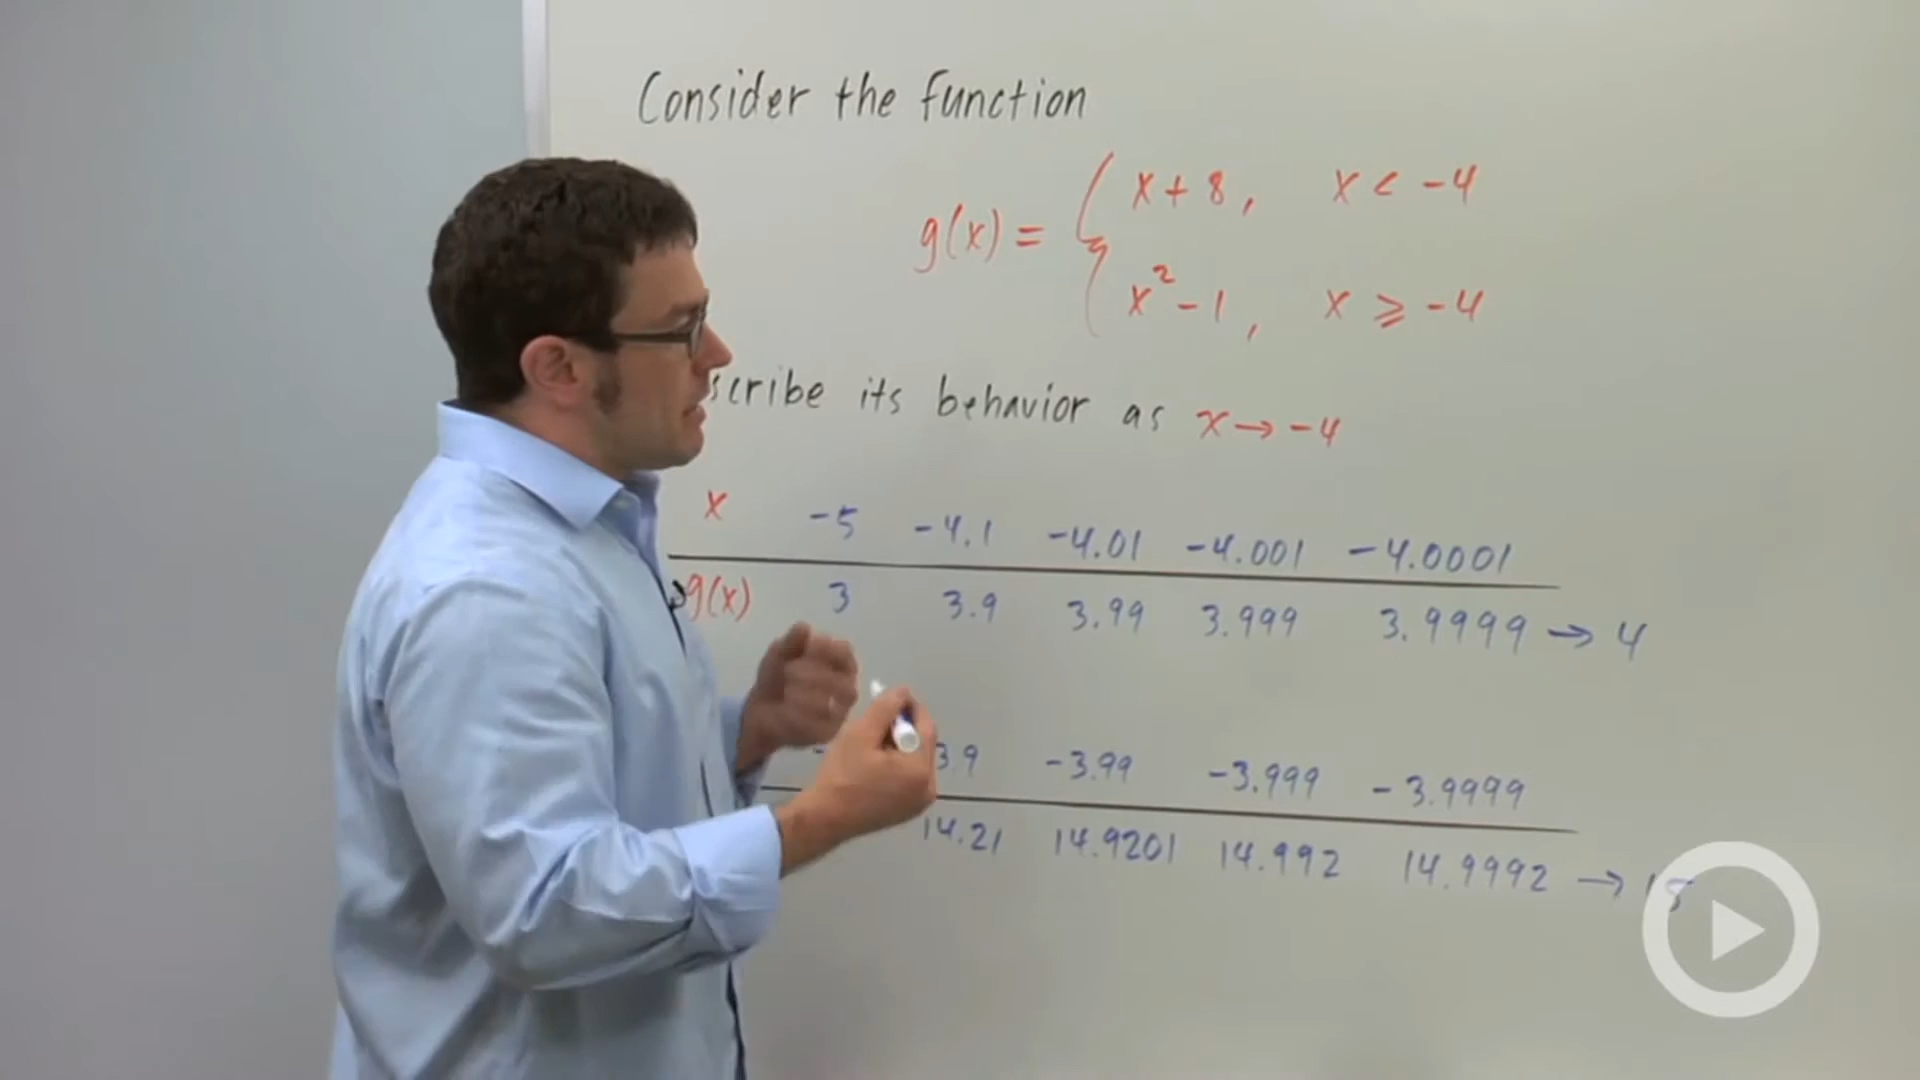 Consider the function
g(x) = { x + 8, x < -4
x² - 1, x ≥ -4
scribe its behavior as x → -4
x -5 -4.1 -4.01 -4.001 -4.0001
g(x) 3 3.9 3.99 3.999 3.9999 → 4
3.9 -3.99 -3.999 -3.9999
14.21 14.9201 14.992 14.9992 → 15